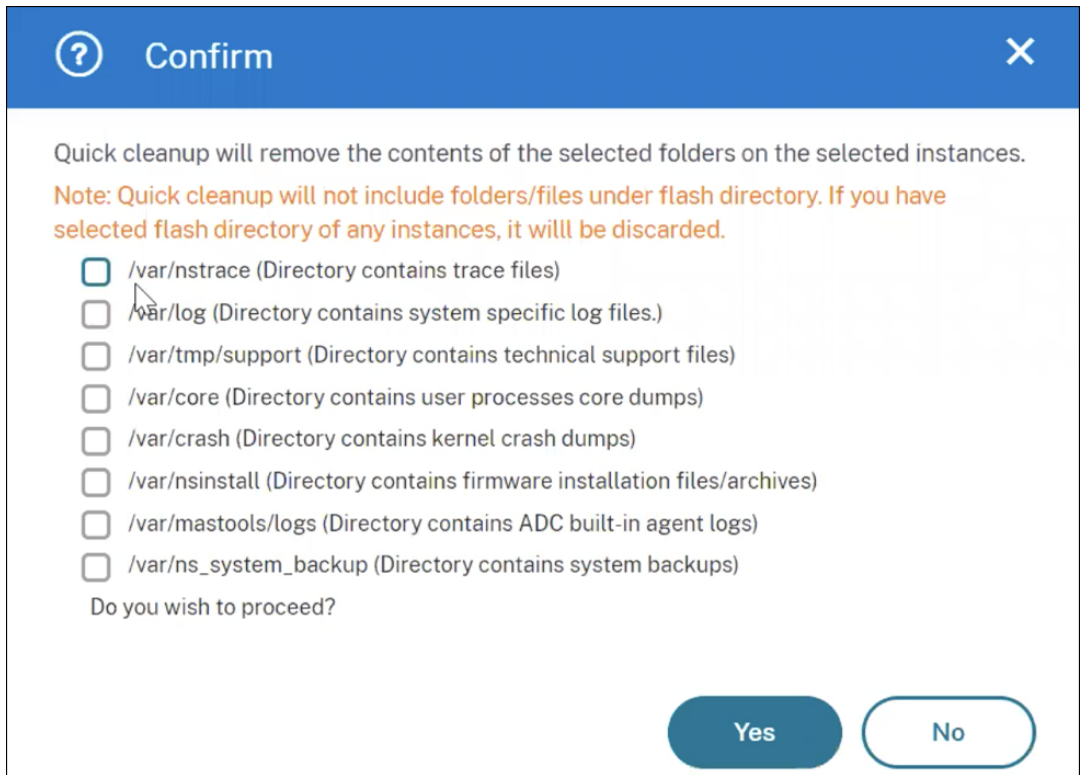 Confirm
Quick cleanup will remove the contents of the selected folders on the selected instances.
Note: Quick cleanup will not include folders/files under flash directory. If you have
selected flash directory of any instances, it willl be discarded.
/var/nstrace (Directory contains trace files)
/var/log (Directory contains system specific log files.)
/var/tmp/support (Directory contains technical support files)
/var/core (Directory contains user processes core dumps)
/var/crash (Directory contains kernel crash dumps)
/var/nsinstall (Directory contains firmware installation files/archives)
/var/mastools/logs (Directory contains ADC built-in agent logs)
/var/ns_system_backup (Directory contains system backups)
Do you wish to proceed?
Yes No